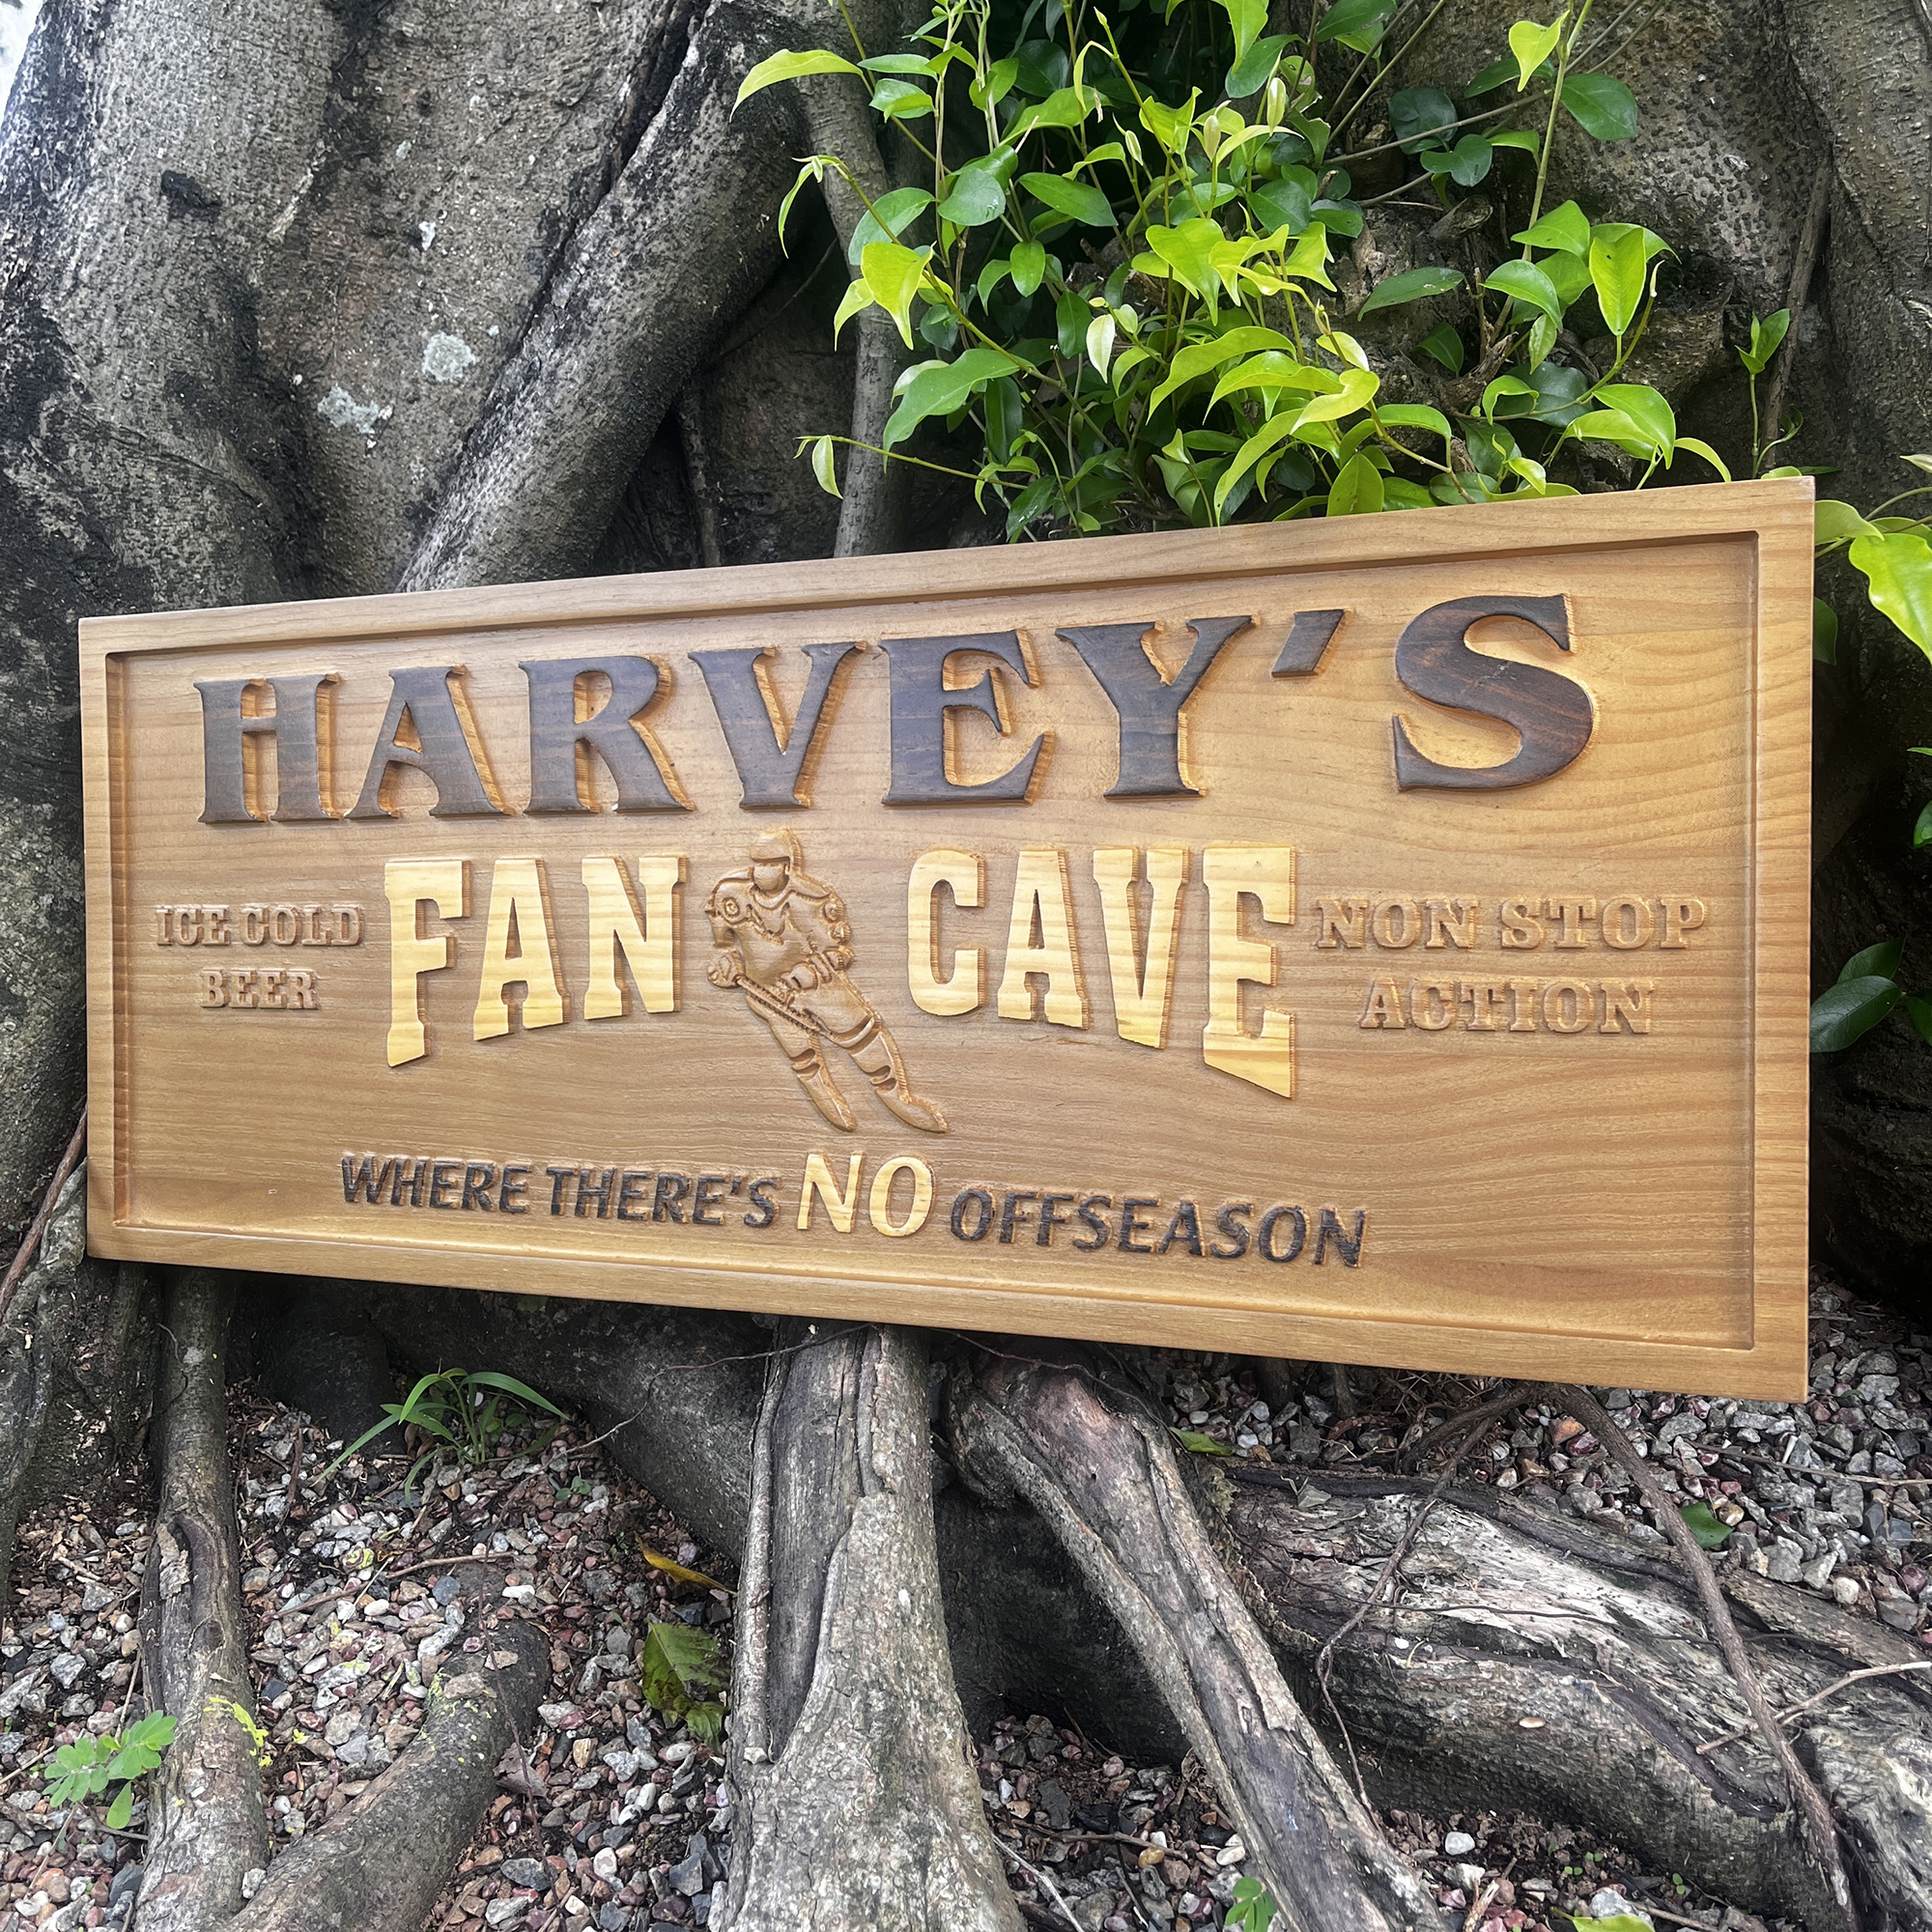 HARVEY'S
FAN CAVE
ICE COLD
BEER
NON STOP
ACTION
WHERE THERE'S NO OFFSEASON